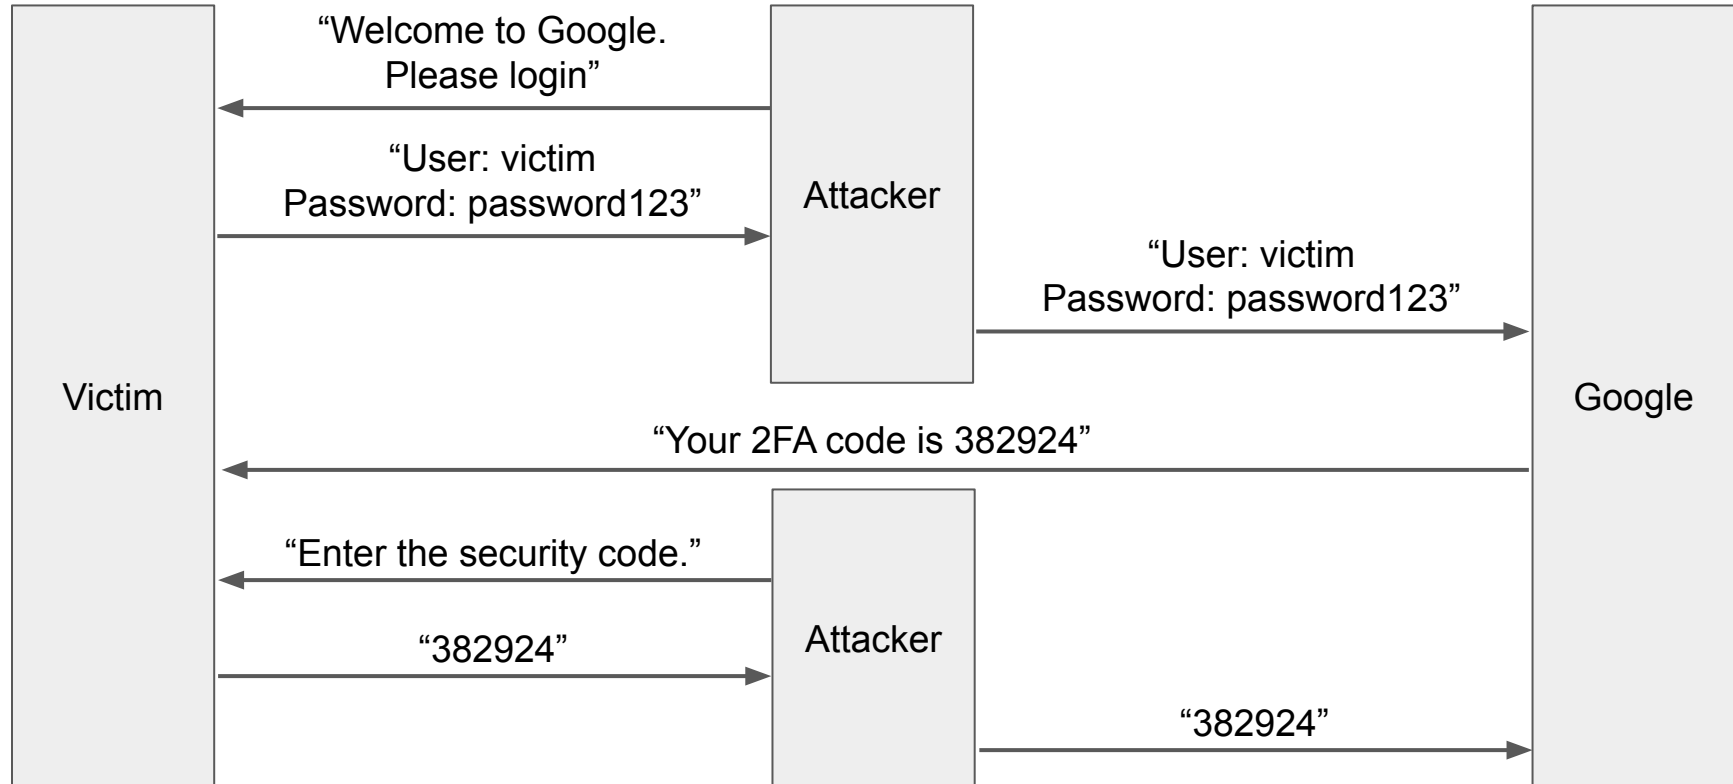 “Welcome to Google.
Please login”
“User: victim
Password: password123”
Attacker
“User: victim
Password: password123”
Victim
Google
“Your 2FA code is 382924”
“Enter the security code.”
“382924”
Attacker
“382924”